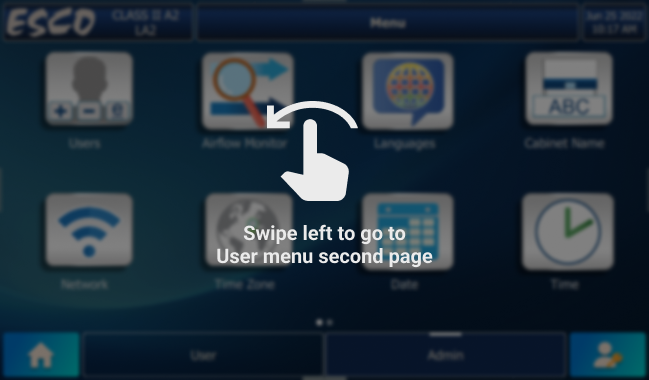 ESCO
CLASS II A2
LA2
Menu
Jun 25 2022
10:17 AM
ABC
Users
Airflow Monitor
Languages
Cabinet Name
Swipe left to go to
User menu second page
Network
Time Zone
Date
Time
User
Admin